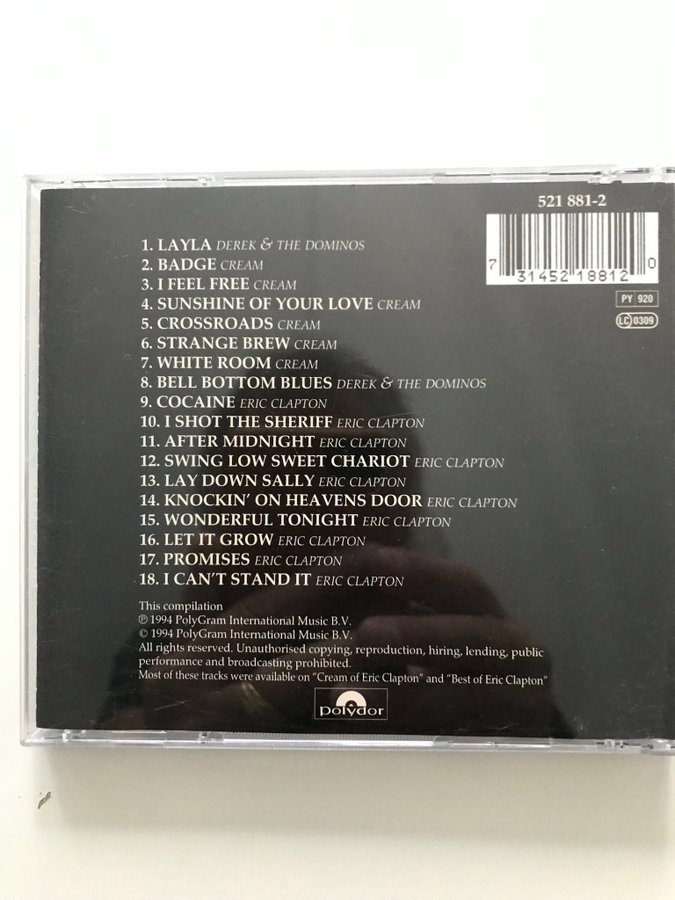 521 881-2
7 31452 18812 0
PY 920
LC 0309
1. LAYLA DEREK & THE DOMINOS
2. BADGE CREAM
3. I FEEL FREE CREAM
4. SUNSHINE OF YOUR LOVE CREAM
5. CROSSROADS CREAM
6. STRANGE BREW CREAM
7. WHITE ROOM CREAM
8. BELL BOTTOM BLUES DEREK & THE DOMINOS
9. COCAINE ERIC CLAPTON
10. I SHOT THE SHERIFF ERIC CLAPTON
11. AFTER MIDNIGHT ERIC CLAPTON
12. SWING LOW SWEET CHARIOT ERIC CLAPTON
13. LAY DOWN SALLY ERIC CLAPTON
14. KNOCKIN' ON HEAVENS DOOR ERIC CLAPTON
15. WONDERFUL TONIGHT ERIC CLAPTON
16. LET IT GROW ERIC CLAPTON
17. PROMISES ERIC CLAPTON
18. I CAN'T STAND IT ERIC CLAPTON
This compilation
℗ 1994 PolyGram International Music B.V.
© 1994 PolyGram International Music B.V.
All rights reserved. Unauthorised copying, reproduction, hiring, lending, public
performance and broadcasting prohibited.
Most of these tracks were available on "Cream of Eric Clapton" and "Best of Eric Clapton"
polydor